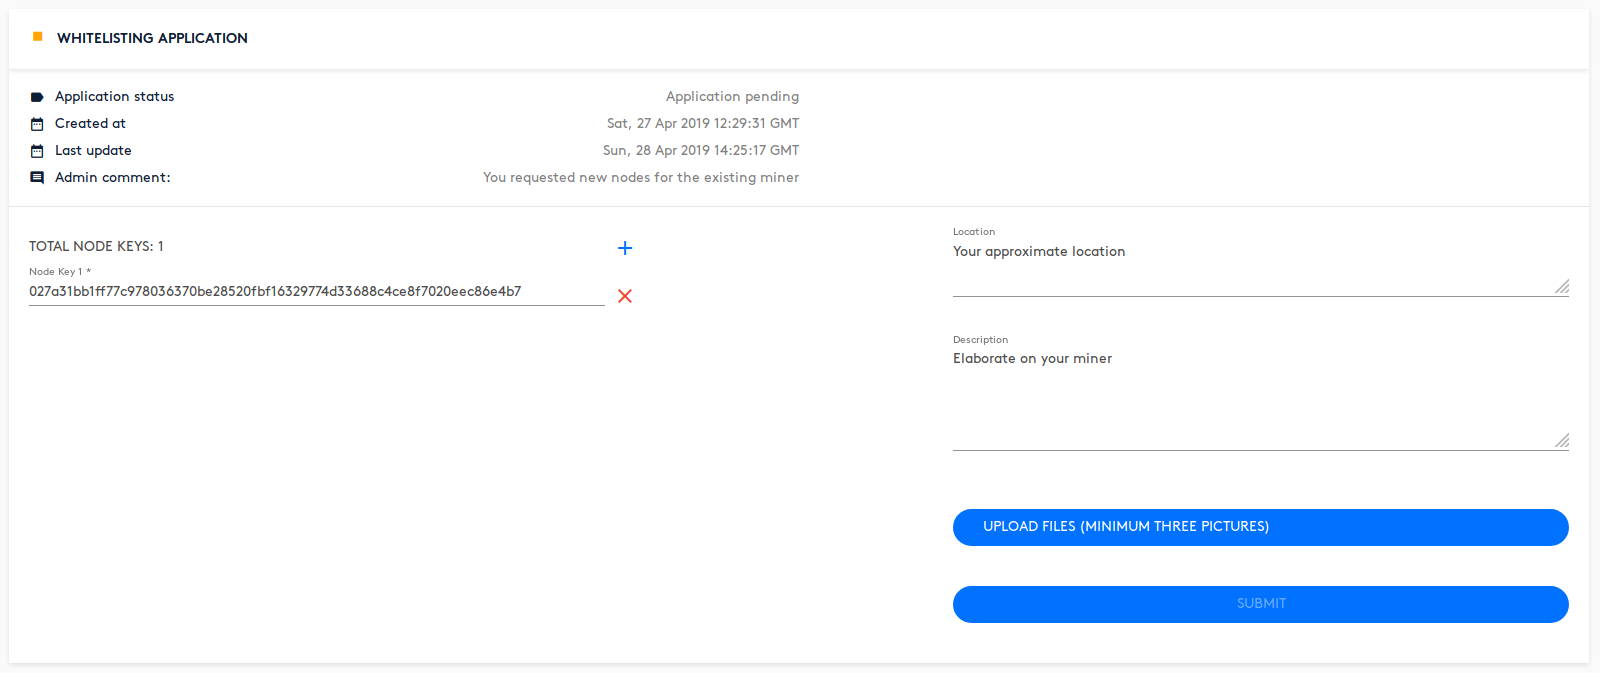 WHITELISTING APPLICATION
Application status
Application pending
Created at
Sat, 27 Apr 2019 12:29:31 GMT
Last update
Sun, 28 Apr 2019 14:25:17 GMT
Admin comment:
You requested new nodes for the existing miner
TOTAL NODE KEYS: 1
Node Key 1 *
027a31bb1ff77c978036370be28520fbf16329774d33688c4ce8f7020eec86e4b7
Location
Your approximate location
Description
Elaborate on your miner
UPLOAD FILES (MINIMUM THREE PICTURES)
SUBMIT